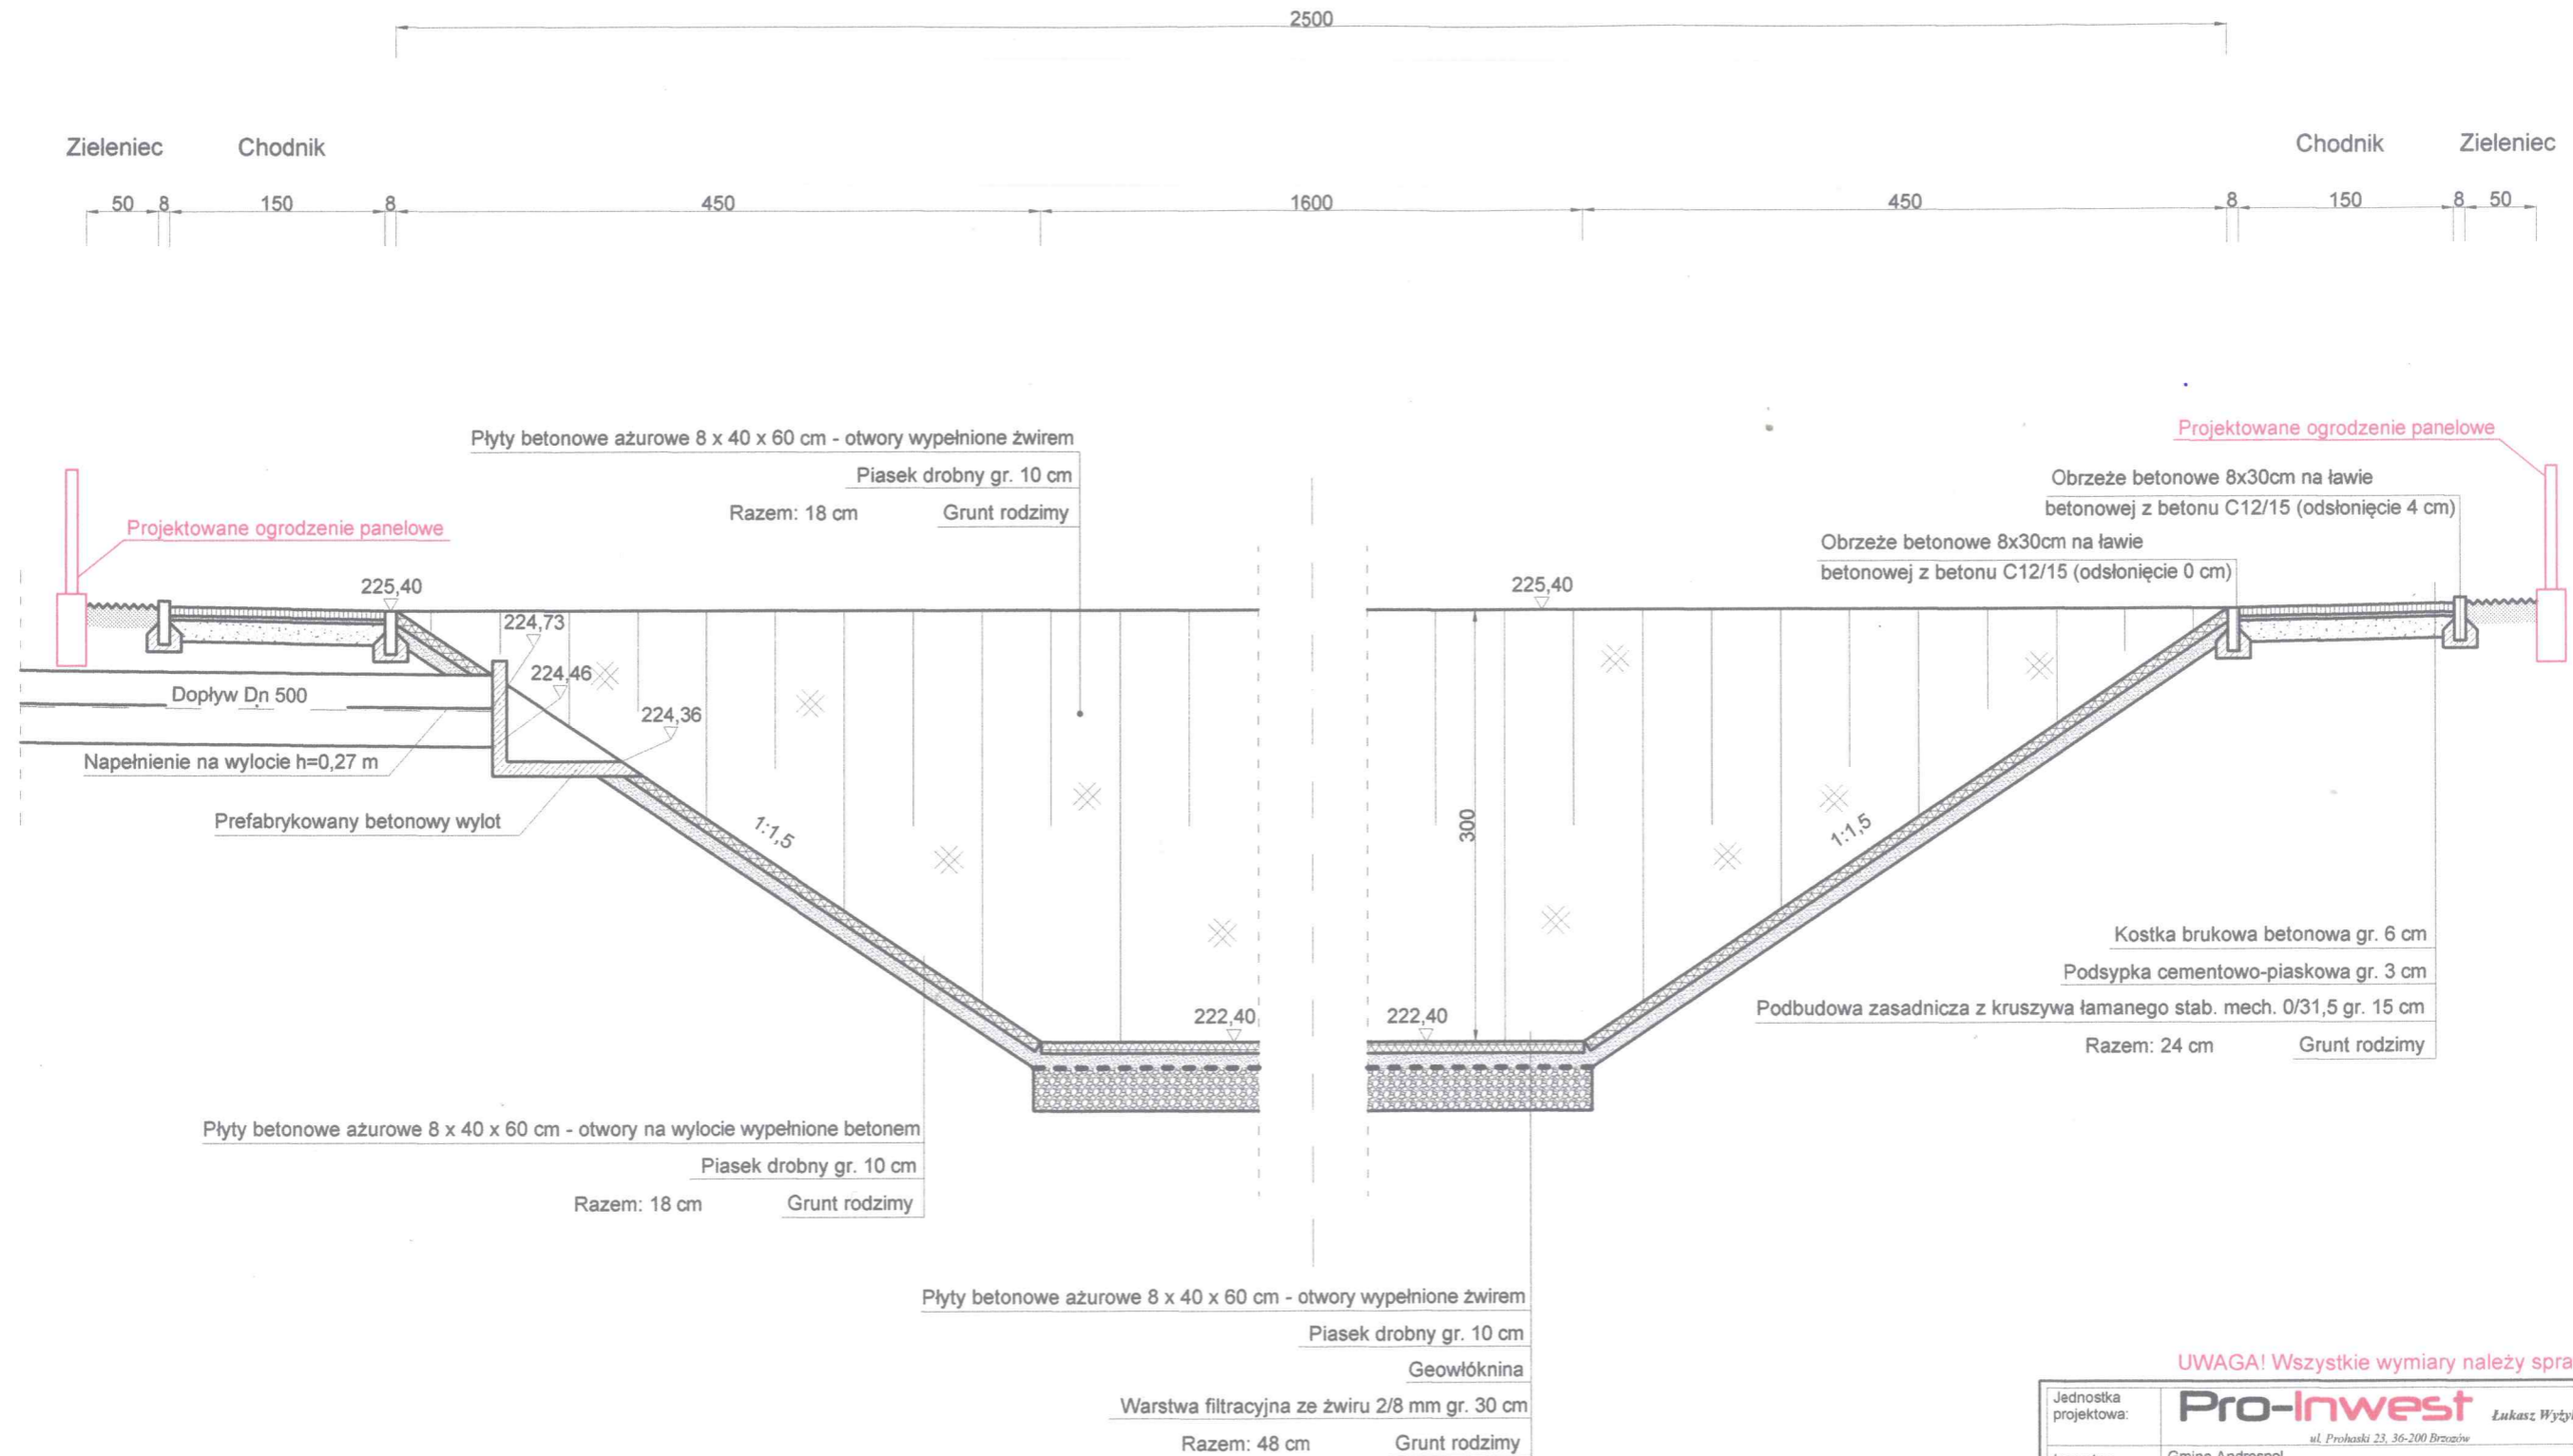 2500
Zieleniec Chodnik Chodnik Zieleniec
50 8 150 8 450 1600 450 8 150 8 50
Płyty betonowe ażurowe 8 x 40 x 60 cm - otwory wypełnione żwirem
Piasek drobny gr. 10 cm
Razem: 18 cm Grunt rodzimy
Projektowane ogrodzenie panelowe
Projektowane ogrodzenie panelowe
Obrzeże betonowe 8x30cm na ławie
betonowej z betonu C12/15 (odsłonięcie 4 cm)
Obrzeże betonowe 8x30cm na ławie
betonowej z betonu C12/15 (odsłonięcie 0 cm)
225,40
225,40
224,73
224,46
224,36
Dopływ Dn 500
Napełnienie na wylocie h=0,27 m
Prefabrykowany betonowy wylot
1:1,5
300
1:1,5
222,40
222,40
Kostka brukowa betonowa gr. 6 cm
Podsypka cementowo-piaskowa gr. 3 cm
Podbudowa zasadnicza z kruszywa łamanego stab. mech. 0/31,5 gr. 15 cm
Razem: 24 cm Grunt rodzimy
Płyty betonowe ażurowe 8 x 40 x 60 cm - otwory na wylocie wypełnione betonem
Piasek drobny gr. 10 cm
Razem: 18 cm Grunt rodzimy
Płyty betonowe ażurowe 8 x 40 x 60 cm - otwory wypełnione żwirem
Piasek drobny gr. 10 cm
Geowłóknina
Warstwa filtracyjna ze żwiru 2/8 mm gr. 30 cm
Razem: 48 cm Grunt rodzimy
UWAGA! Wszystkie wymiary należy spra
Jednostka
projektowa:
Pro-Inwest Łukasz
ul. Prohaski 23, 36-200 Brzozów